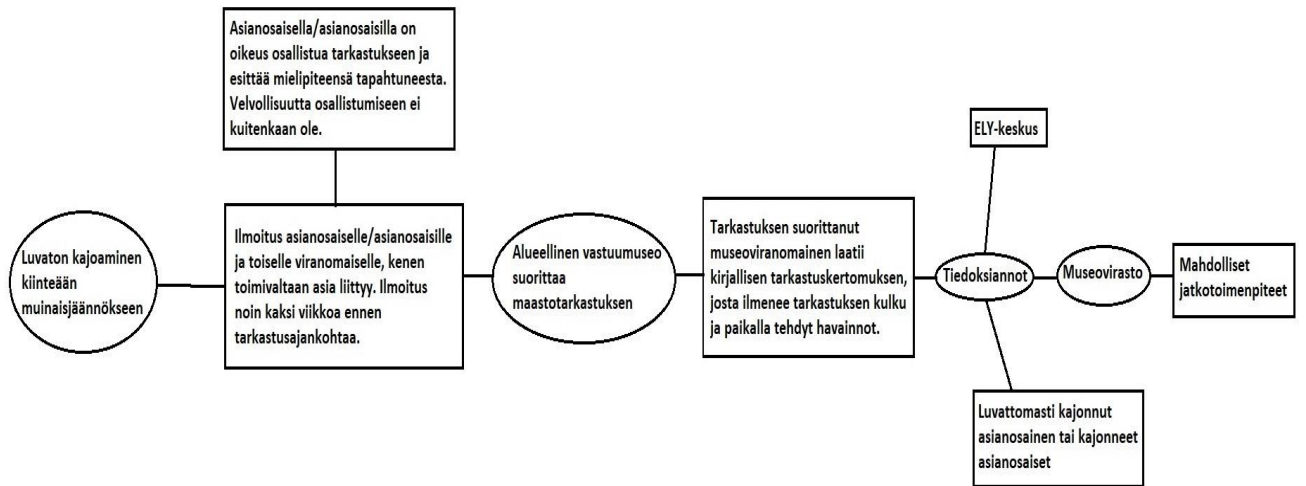 Asianosaisella/asianosaisilla on
oikeus osallistua tarkastukseen ja
esittää mielipiteensä tapahtuneesta.
Velvollisuutta osallistumiseen ei
kuitenkaan ole.
Luvaton kajoaminen
kiinteään
muinaisjäännökseen
Ilmoitus asianosaiselle/asianosaisille
ja toiselle viranomaiselle, kenen
toimivaltaan asia liittyy. Ilmoitus
noin kaksi viikkoa ennen
tarkastusajankohtaa.
Alueellinen vastuumuseo
suorittaa
maastotarkastuksen
Tarkastuksen suorittanut
museoviranomainen laatii
kirjallisen tarkastuskertomuksen,
josta ilmenee tarkastuksen kulku
ja paikalla tehdyt havainnot.
Tiedoksiannot
ELY-keskus
Luvattomasti kajonnut
asianosainen tai kajonneet
asianosaiset
Museovirasto
Mahdolliset
jatkotoimenpiteet